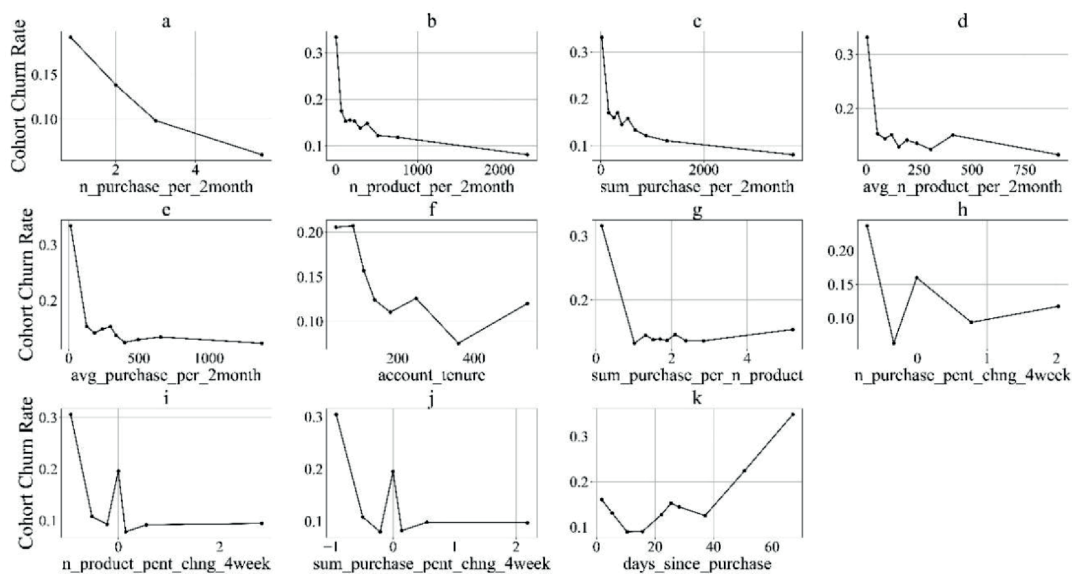 a b c d
Cohort Churn Rate
0.15
0.10
2 4
n_purchase_per_2month
0.3
0.2
0.1
0 1000 2000
n_product_per_2month
0.3
0.2
0.1
0 2000
sum_purchase_per_2month
0.3
0.2
0 250 500 750
avg_n_product_per_2month
e f g h
Cohort Churn Rate
0.3
0.2
0 500 1000
avg_purchase_per_2month
0.20
0.15
0.10
200 400
account_tenure
0.3
0.2
0 2 4
sum_purchase_per_n_product
0.20
0.15
0.10
0 1 2
n_purchase_pcnt_chng_4week
i j k
Cohort Churn Rate
0.3
0.2
0.1
0 2
n_product_pcnt_chng_4week
0.3
0.2
0.1
−1 0 1 2
sum_purchase_pcnt_chng_4week
0.3
0.2
0.1
0 20 40 60
days_since_purchase